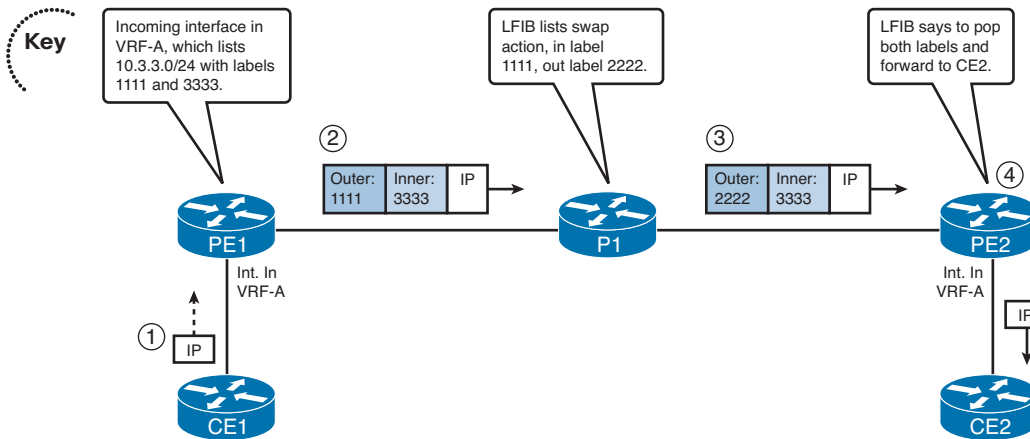 Key
Incoming interface in
VRF-A, which lists
10.3.3.0/24 with labels
1111 and 3333.
LFIB lists swap
action, in label
1111, out label 2222.
LFIB says to pop
both labels and
forward to CE2.
2
Outer:
1111
Inner:
3333
IP
3
Outer:
2222
Inner:
3333
IP
4
PE1
P1
PE2
Int. In
VRF-A
Int. In
VRF-A
1
IP
IP
CE1
CE2